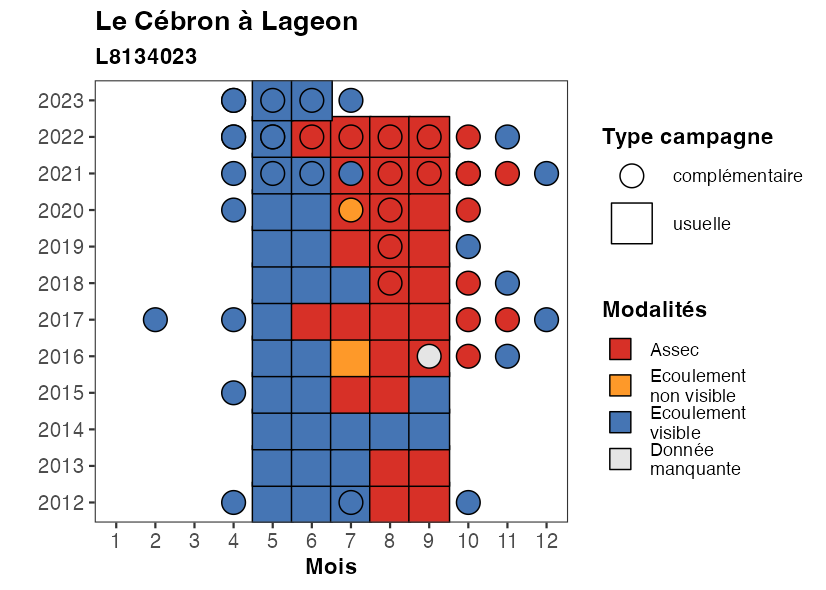 Le Cébron à Lageon
L8134023
2023
2022
2021
2020
2019
2018
2017
2016
2015
2014
2013
2012
1 2 3 4 5 6 7 8 9 10 11 12
Mois
Type campagne
complémentaire
usuelle
Modalités
Assec
Ecoulement
non visible
Ecoulement
visible
Donnée
manquante